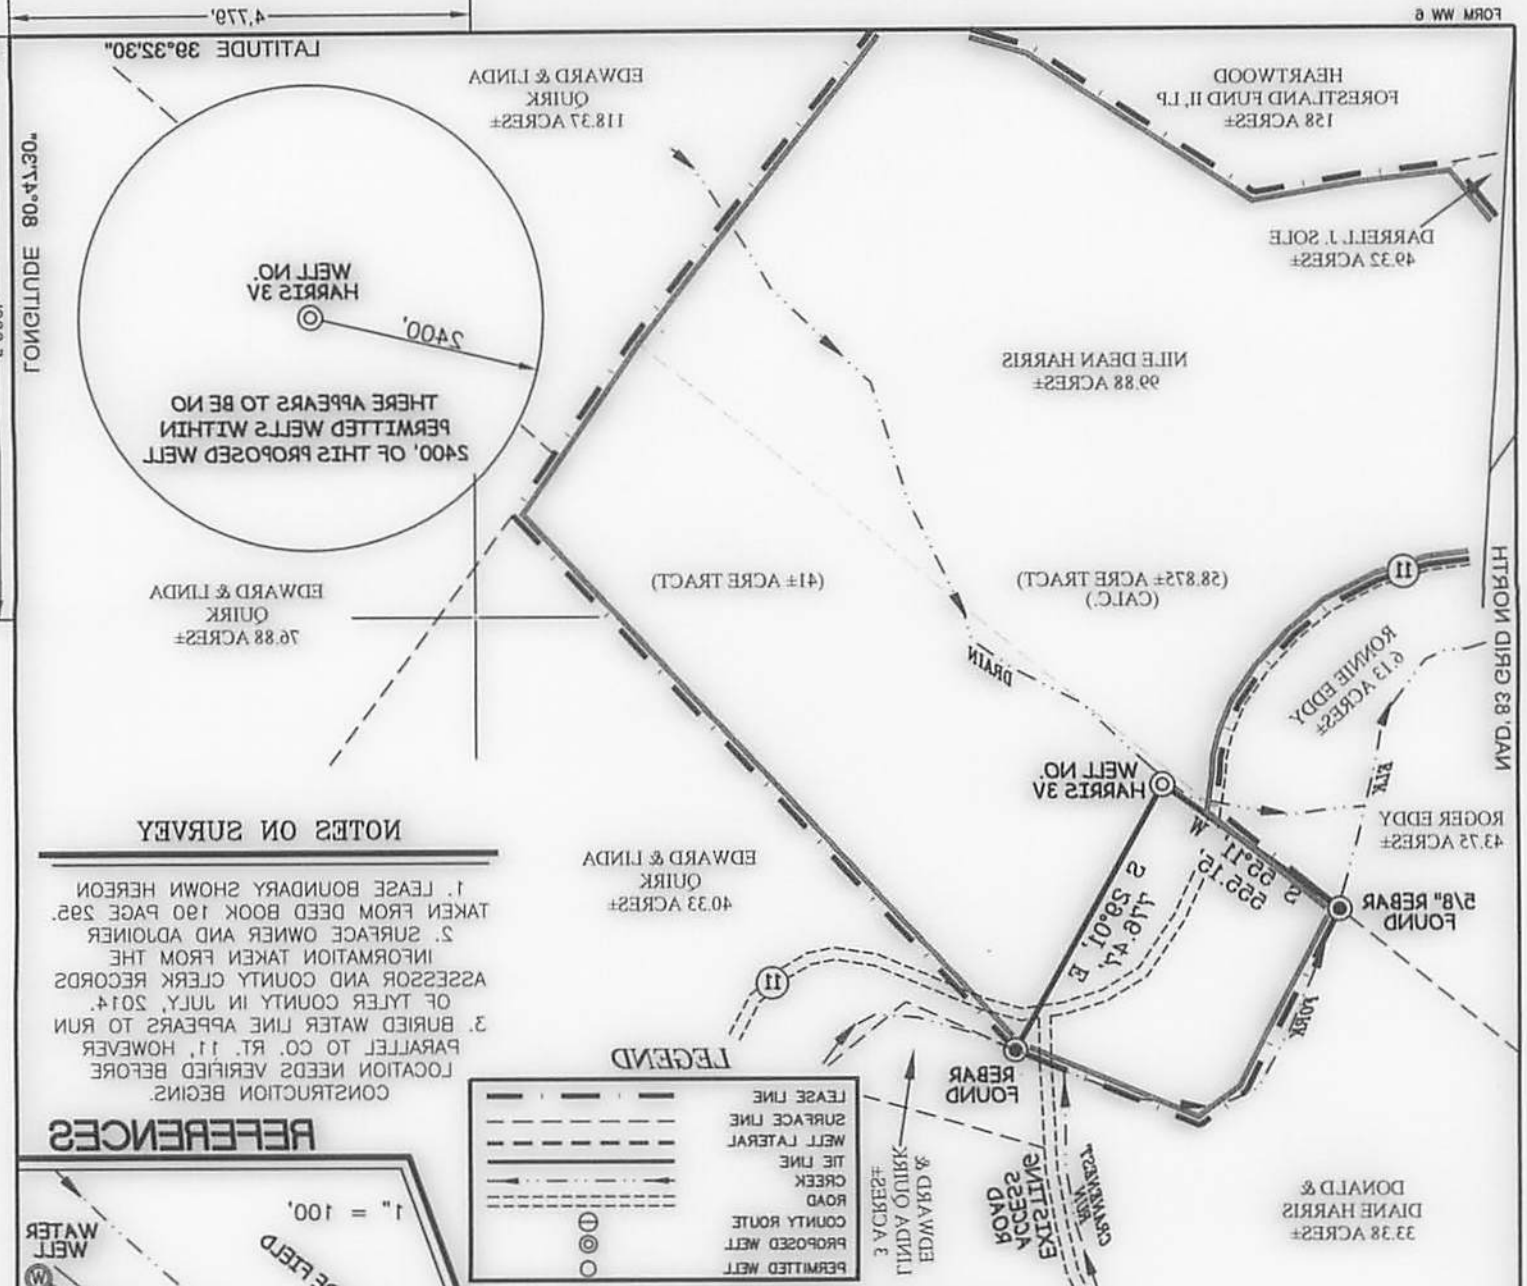 FORM WW 6
4,779'
LATITUDE 39°32'30"
LONGITUDE 80°47'30"
HEARTWOOD
FORESTLAND FUND II, LP
158 ACRES±
EDWARD & LINDA
QUIRK
118.37 ACRES±
DARRELL J. SOLE
49.32 ACRES±
WELL NO.
HARRIS 3V
2400'
THERE APPEARS TO BE NO
PERMITTED WELLS WITHIN
2400' OF THIS PROPOSED WELL
NILE DEAN HARRIS
99.88 ACRES±
(58.875± ACRE TRACT)
(CALC.)
(41± ACRE TRACT)
EDWARD & LINDA
QUIRK
76.88 ACRES±
11
RONNIE EDDY
6.13 ACRES±
NAD'83 GRID NORTH
DRAIN
ELK
FORK
WELL NO.
HARRIS 3V
ROGER EDDY
43.75 ACRES±
S 55°11' W
555.15'
S 29°01' E
776.47'
5/8" REBAR
FOUND
EDWARD & LINDA
QUIRK
40.33 ACRES±
11
REBAR
FOUND
NOTES ON SURVEY
1. LEASE BOUNDARY SHOWN HEREON
TAKEN FROM DEED BOOK 190 PAGE 295.
2. SURFACE OWNER AND ADJOINER
INFORMATION TAKEN FROM THE
ASSESSOR AND COUNTY CLERK RECORDS
OF TYLER COUNTY IN JULY, 2014.
3. BURIED WATER LINE APPEARS TO RUN
PARALLEL TO CO. RT. 11, HOWEVER
LOCATION NEEDS VERIFIED BEFORE
CONSTRUCTION BEGINS.
LEGEND
LEASE LINE
SURFACE LINE
WELL LATERAL
TIE LINE
CREEK
ROAD
COUNTY ROUTE
PROPOSED WELL
PERMITTED WELL
EDWARD &
LINDA QUIRK
3 ACRES±
EXISTING
ACCESS
ROAD
CRAVENEST
RUN
DONALD &
DIANE HARRIS
33.38 ACRES±
REFERENCES
1" = 100'
WATER
WELL
W
FIELD